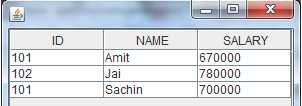 ID NAME SALARY
101 Amit 670000
102 Jai 780000
101 Sachin 700000